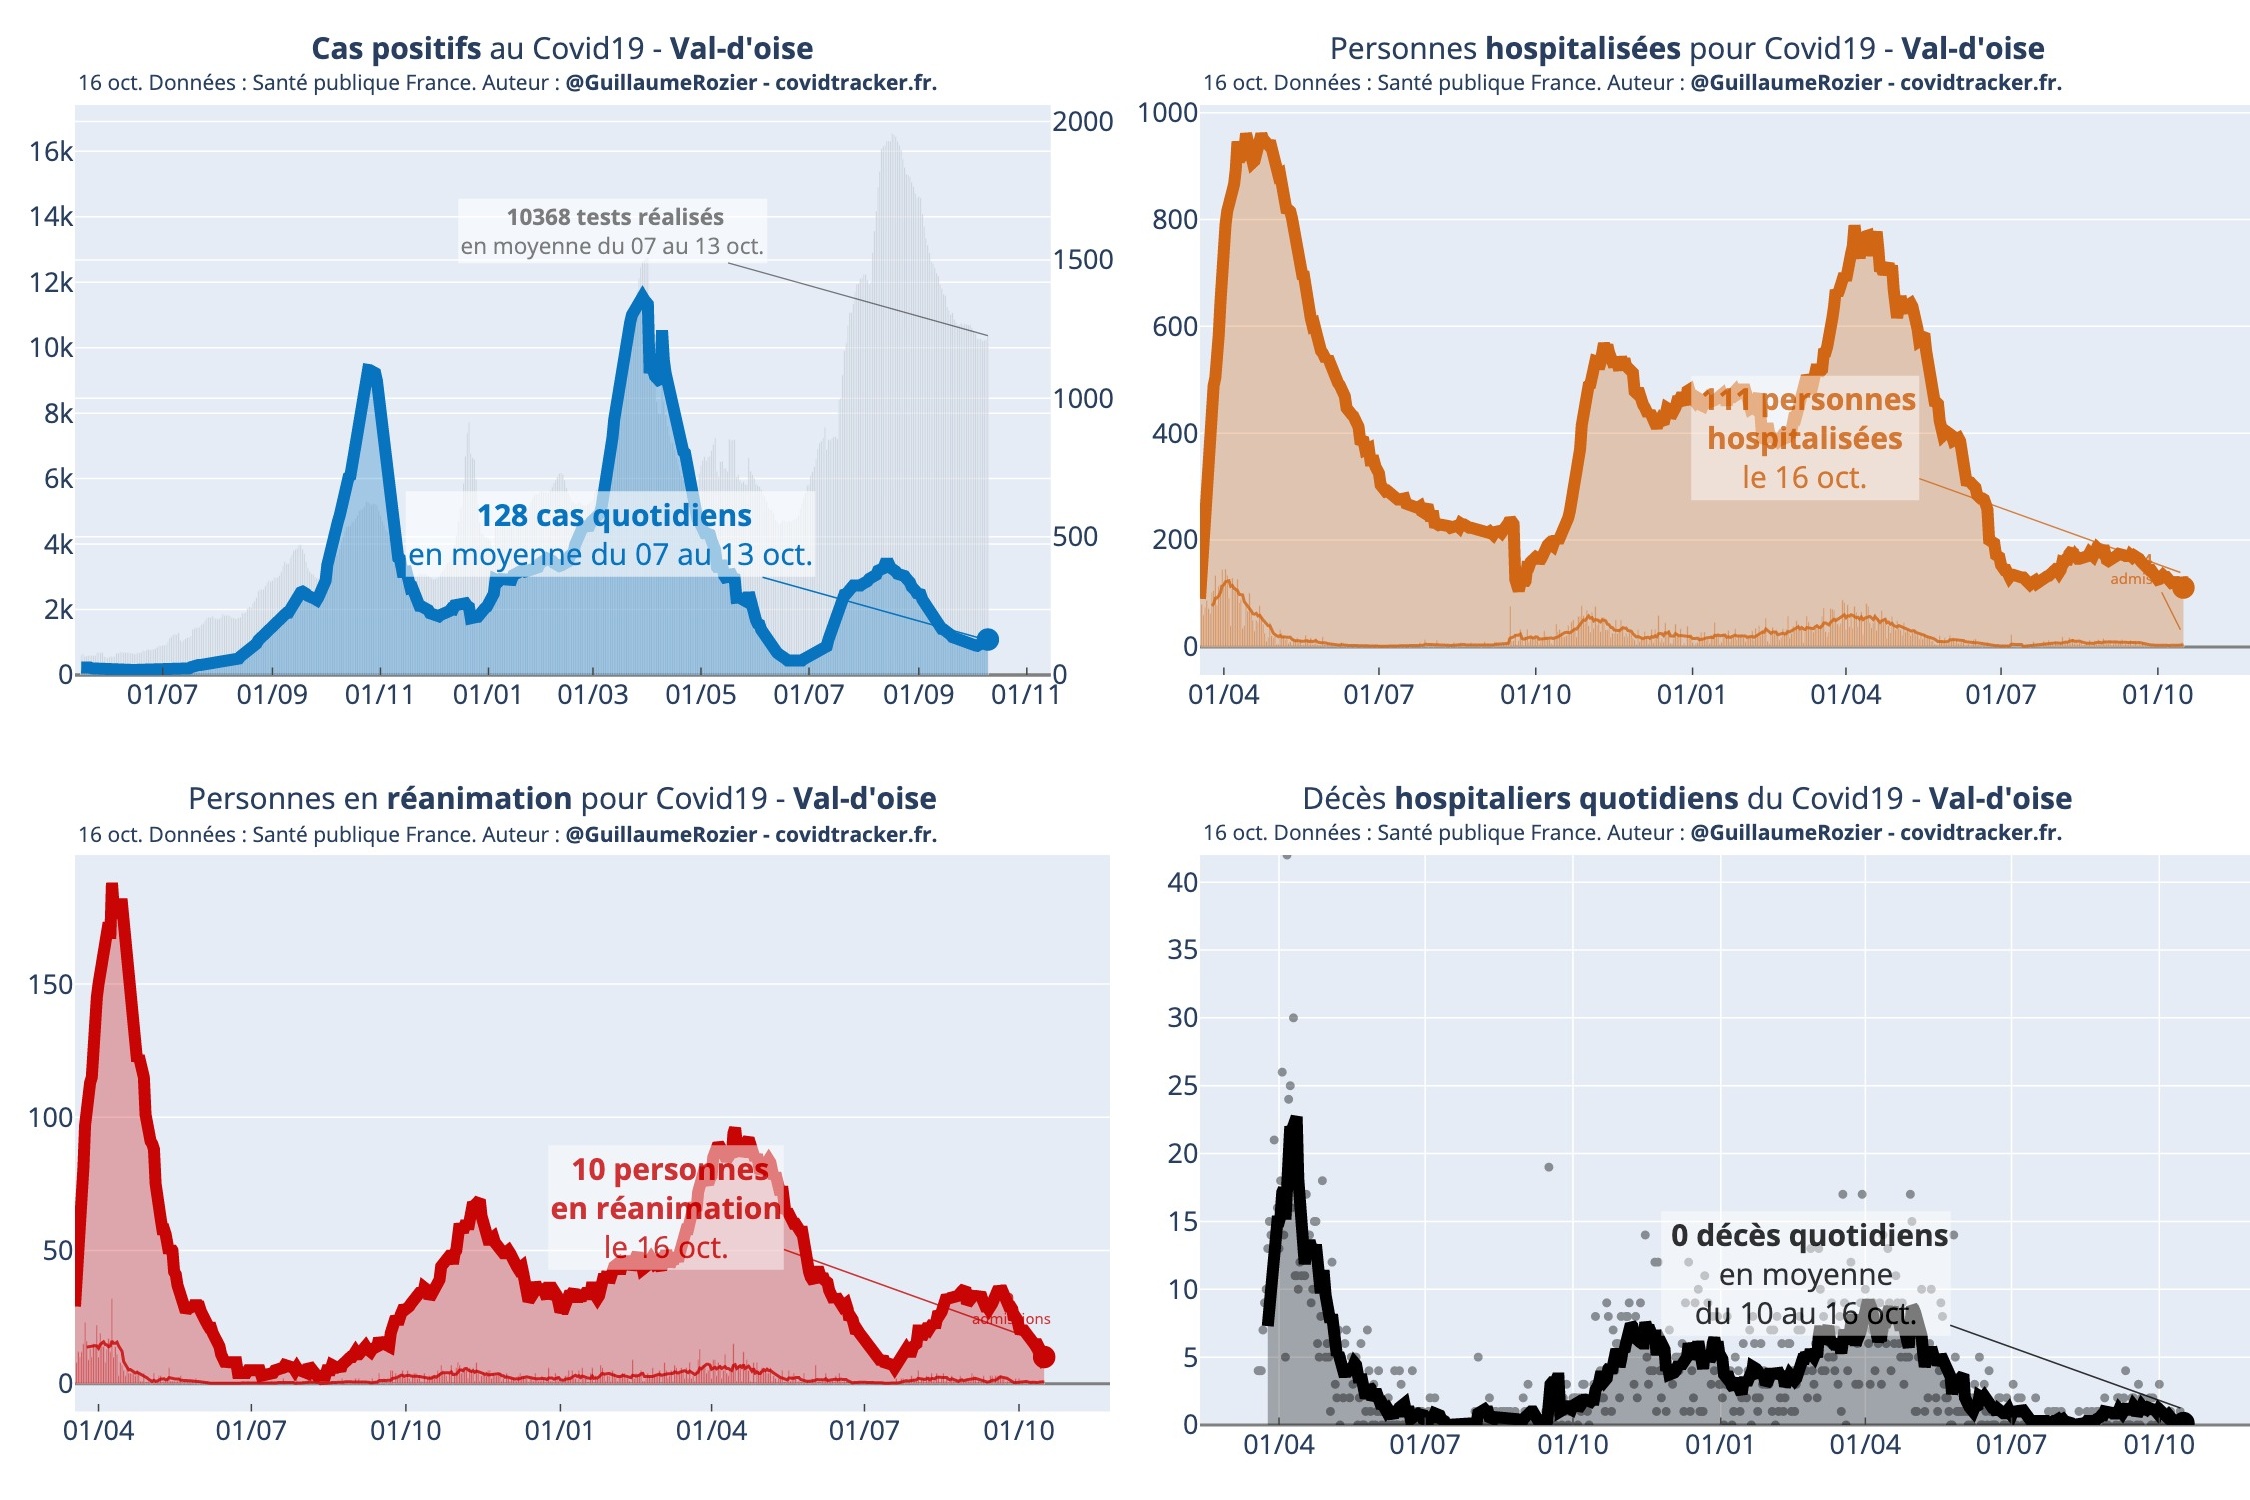 Cas positifs au Covid19 - Val-d'oise
16 oct. Données : Santé publique France. Auteur : @GuillaumeRozier - covidtracker.fr.
16k
14k
12k
10k
8k
6k
4k
2k
0
2000
1500
1000
500
0
10368 tests réalisés
en moyenne du 07 au 13 oct.
128 cas quotidiens
en moyenne du 07 au 13 oct.
01/07 01/09 01/11 01/01 01/03 01/05 01/07 01/09 01/11
Personnes hospitalisées pour Covid19 - Val-d'oise
16 oct. Données : Santé publique France. Auteur : @GuillaumeRozier - covidtracker.fr.
1000
800
600
400
200
0
111 personnes
hospitalisées
le 16 oct.
01/04 01/07 01/10 01/01 01/04 01/07 01/10
Personnes en réanimation pour Covid19 - Val-d'oise
16 oct. Données : Santé publique France. Auteur : @GuillaumeRozier - covidtracker.fr.
150
100
50
0
10 personnes
en réanimation
le 16 oct.
admissions
01/04 01/07 01/10 01/01 01/04 01/07 01/10
Décès hospitaliers quotidiens du Covid19 - Val-d'oise
16 oct. Données : Santé publique France. Auteur : @GuillaumeRozier - covidtracker.fr.
40
35
30
25
20
15
10
5
0
0 décès quotidiens
en moyenne
du 10 au 16 oct.
01/04 01/07 01/10 01/01 01/04 01/07 01/10